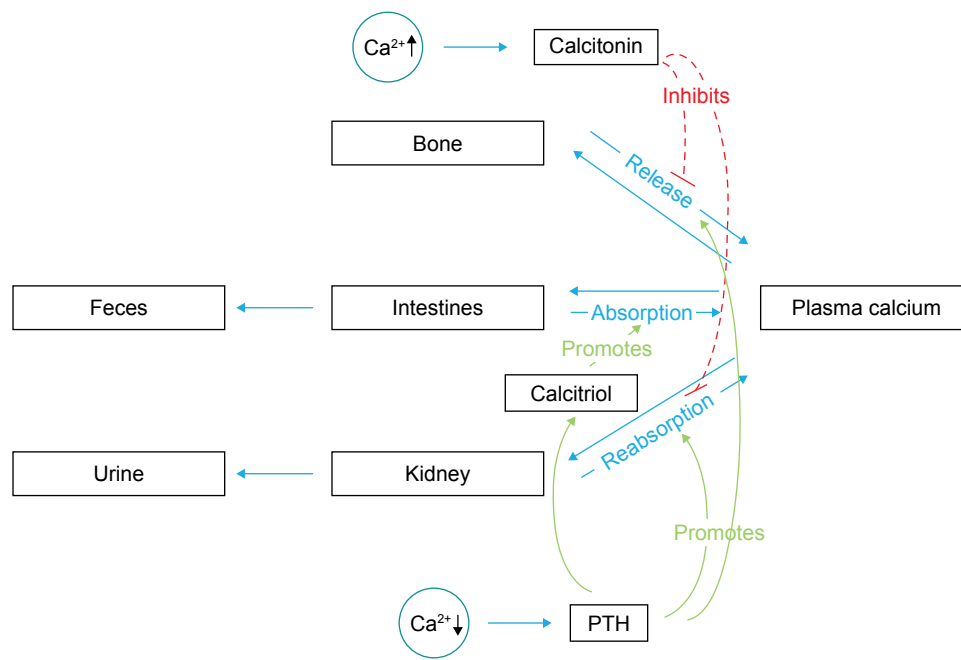 Ca²⁺↑
Calcitonin
Inhibits
Bone
Release
Feces
Intestines
Absorption
Plasma calcium
Promotes
Calcitriol
Reabsorption
Urine
Kidney
Promotes
Ca²⁺↓
PTH